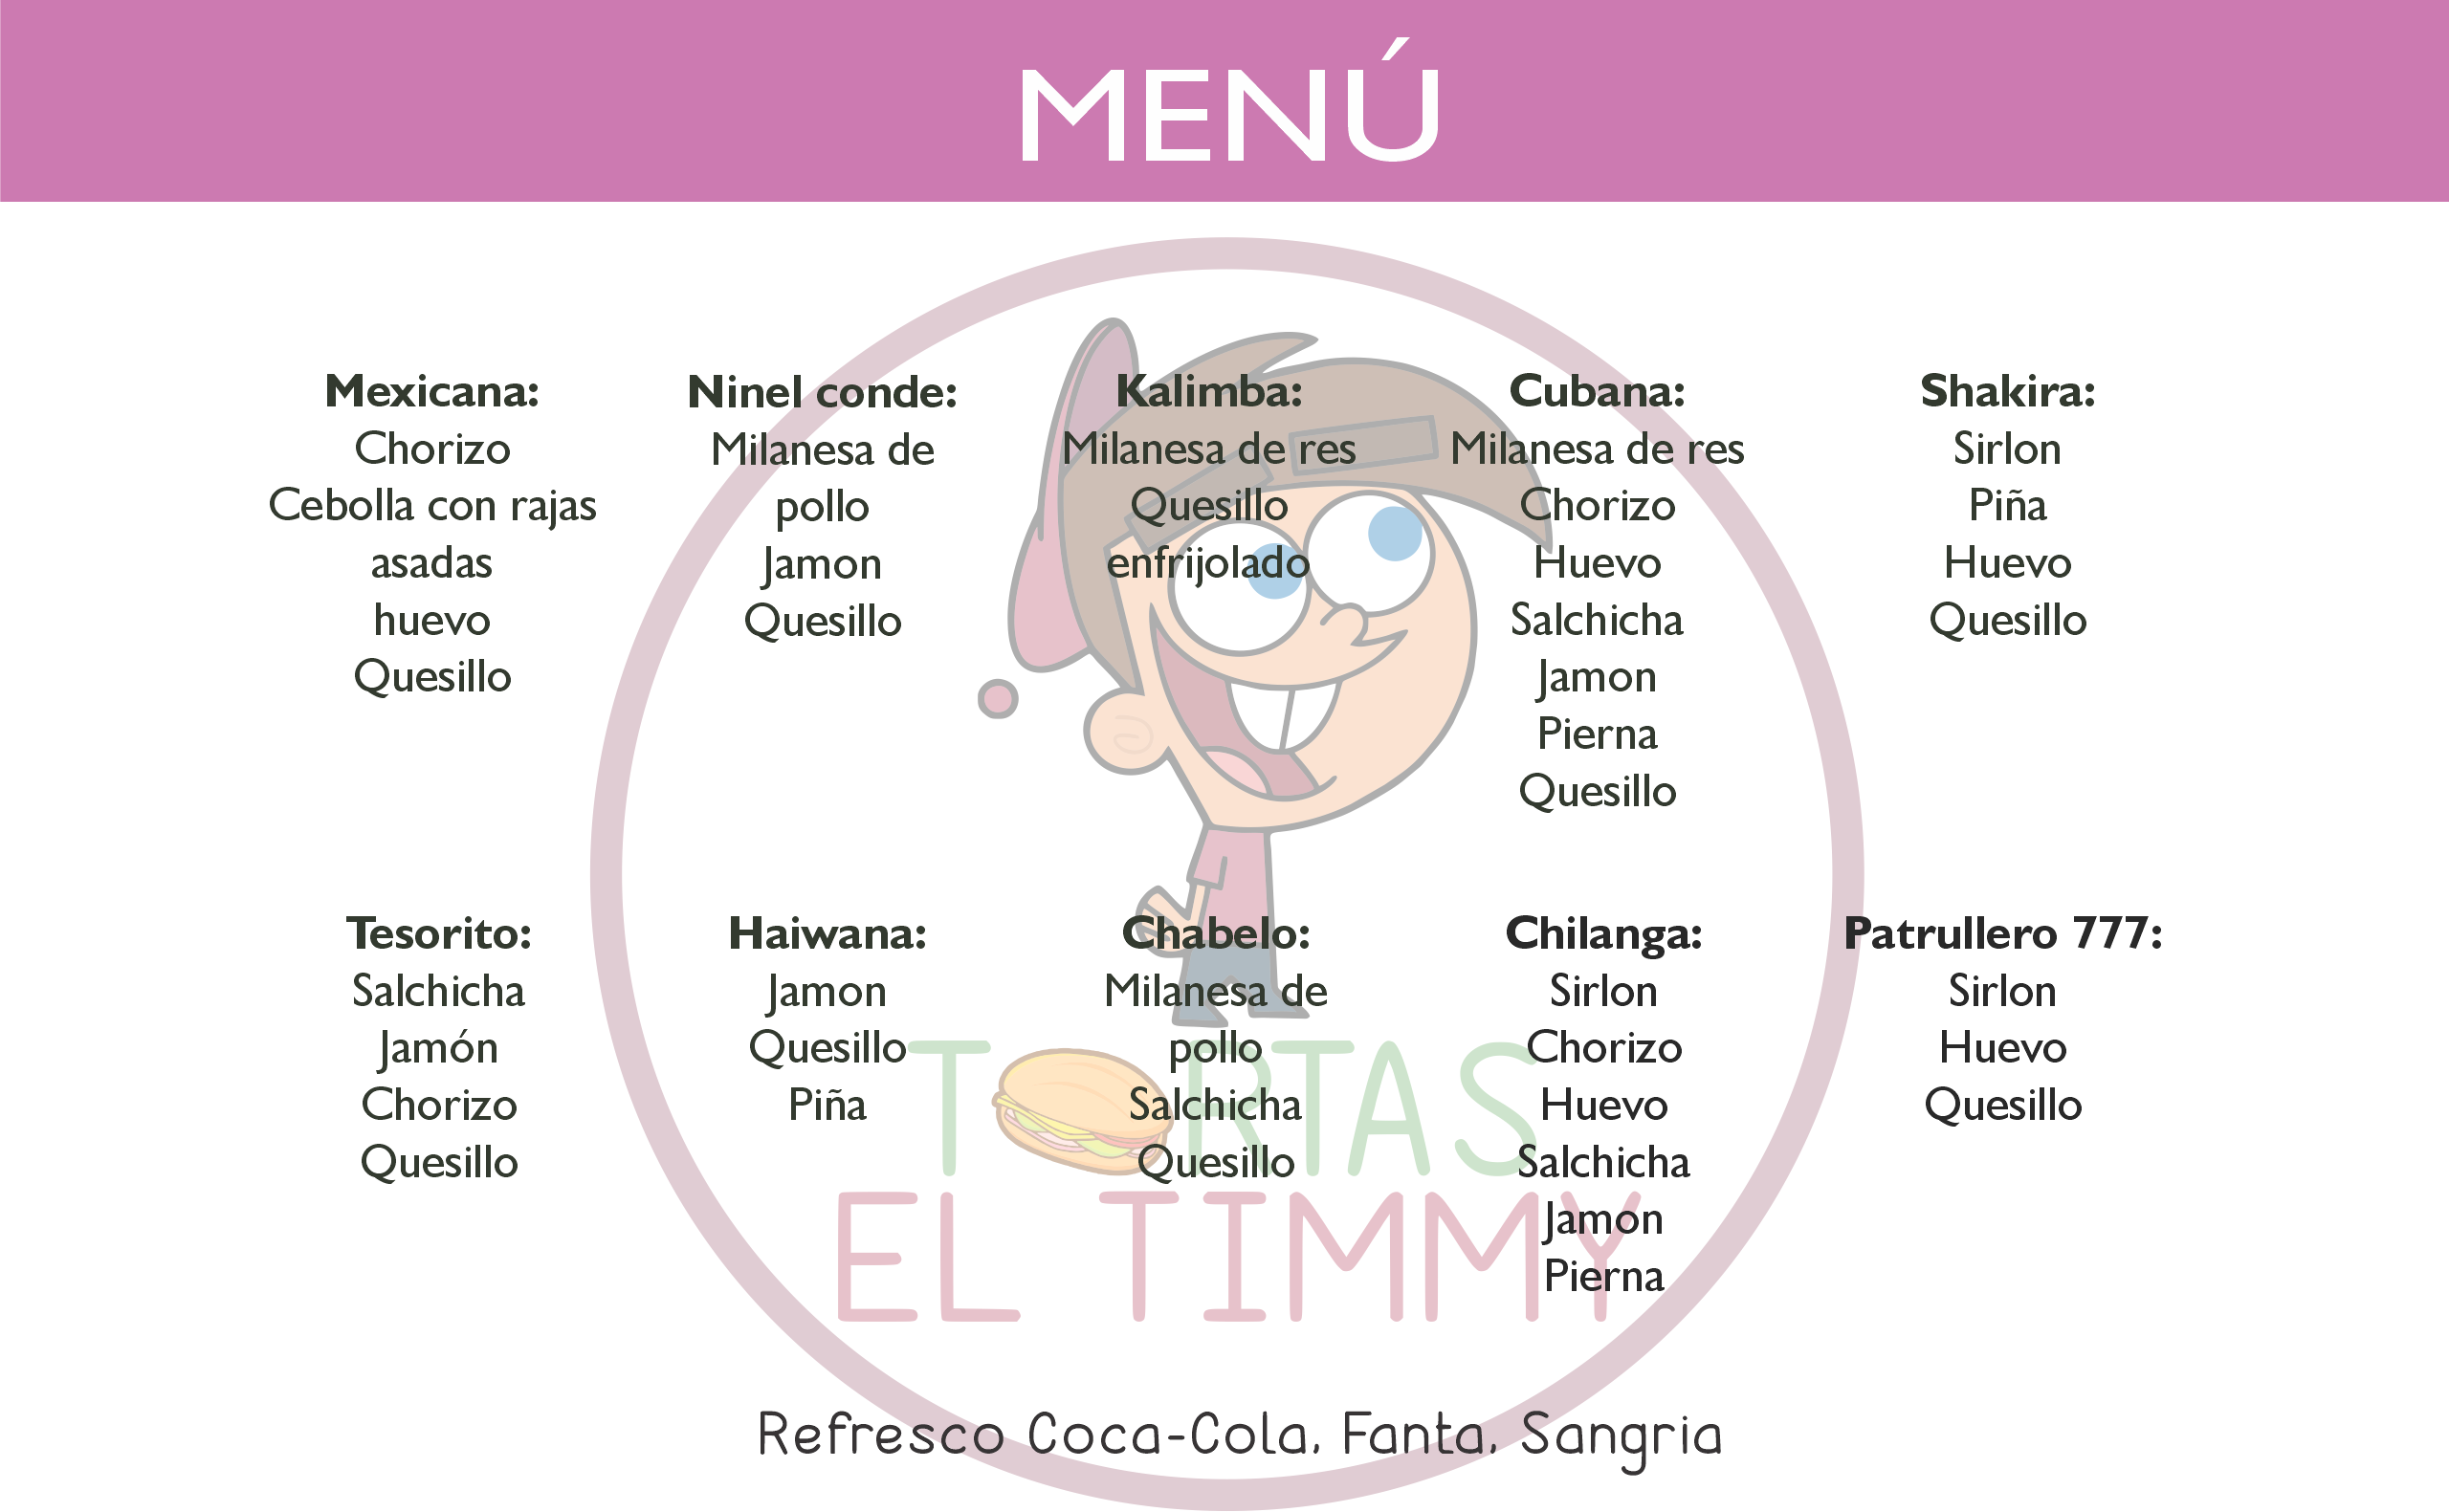 MENÚ
Mexicana:
Chorizo
Cebolla con rajas
asadas
huevo
Quesillo
Ninel conde:
Milanesa de
pollo
Jamon
Quesillo
Kalimba:
Milanesa de res
Quesillo
enfrijolado
Cubana:
Milanesa de res
Chorizo
Huevo
Salchicha
Jamon
Pierna
Quesillo
Shakira:
Sirlon
Piña
Huevo
Quesillo
Tesorito:
Salchicha
Jamón
Chorizo
Quesillo
Haiwana:
Jamon
Quesillo
Piña
Chabelo:
Milanesa de
pollo
Salchicha
Quesillo
Chilanga:
Sirlon
Chorizo
Huevo
Salchicha
Jamon
Pierna
Patrullero 777:
Sirlon
Huevo
Quesillo
TORTAS
EL TIMMY
Refresco Coca-Cola, Fanta, Sangria